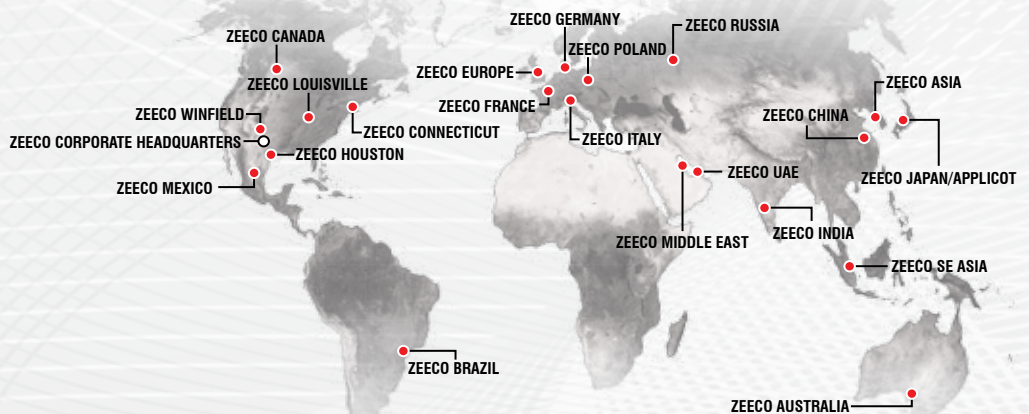 ZEECO CANADA
ZEECO LOUISVILLE
ZEECO WINFIELD
ZEECO CORPORATE HEADQUARTERS
ZEECO CONNECTICUT
ZEECO HOUSTON
ZEECO MEXICO
ZEECO BRAZIL
ZEECO GERMANY
ZEECO POLAND
ZEECO RUSSIA
ZEECO EUROPE
ZEECO FRANCE
ZEECO ITALY
ZEECO ASIA
ZEECO CHINA
ZEECO JAPAN/APPLICOT
ZEECO UAE
ZEECO MIDDLE EAST
ZEECO INDIA
ZEECO SE ASIA
ZEECO AUSTRALIA